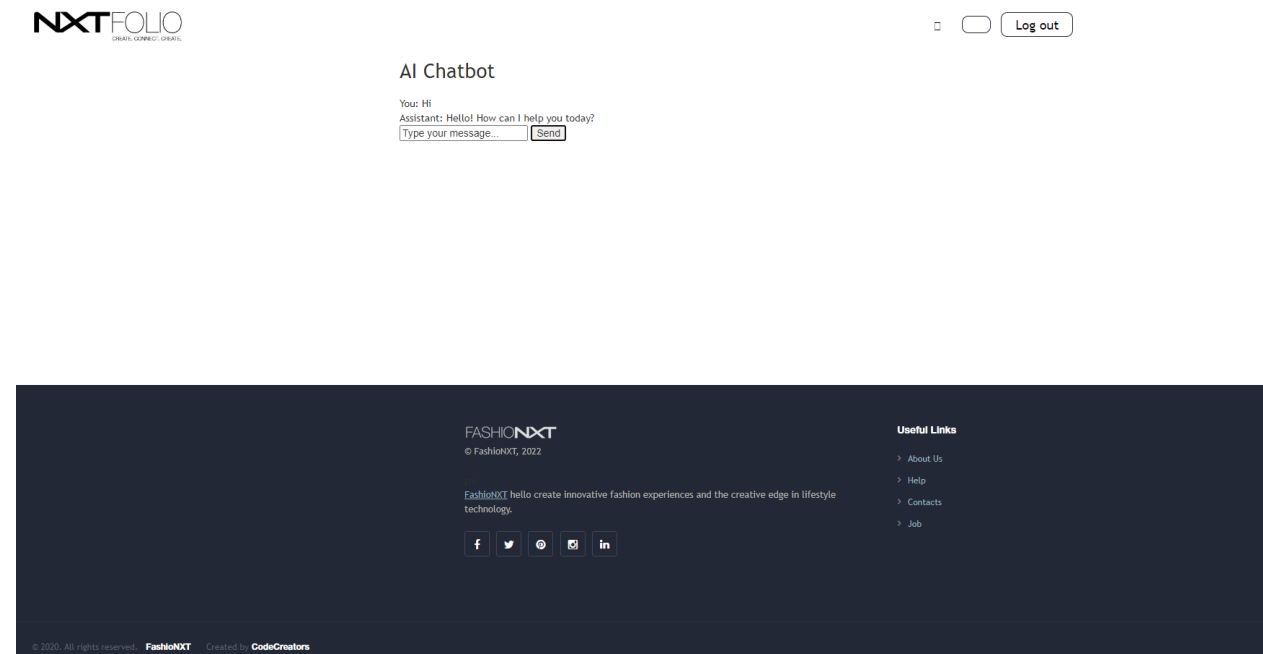 NXTFOLIO
CREATE. CONNECT. CREATE.
Log out
AI Chatbot
You: Hi
Assistant: Hello! How can I help you today?
Type your message...
Send
FASHIONXT
© FashioNXT, 2022
FashioNXT hello create innovative fashion experiences and the creative edge in lifestyle
technology.
Useful Links
About Us
Help
Contacts
Job
© 2020. All rights reserved. FashioNXT Created by CodeCreators